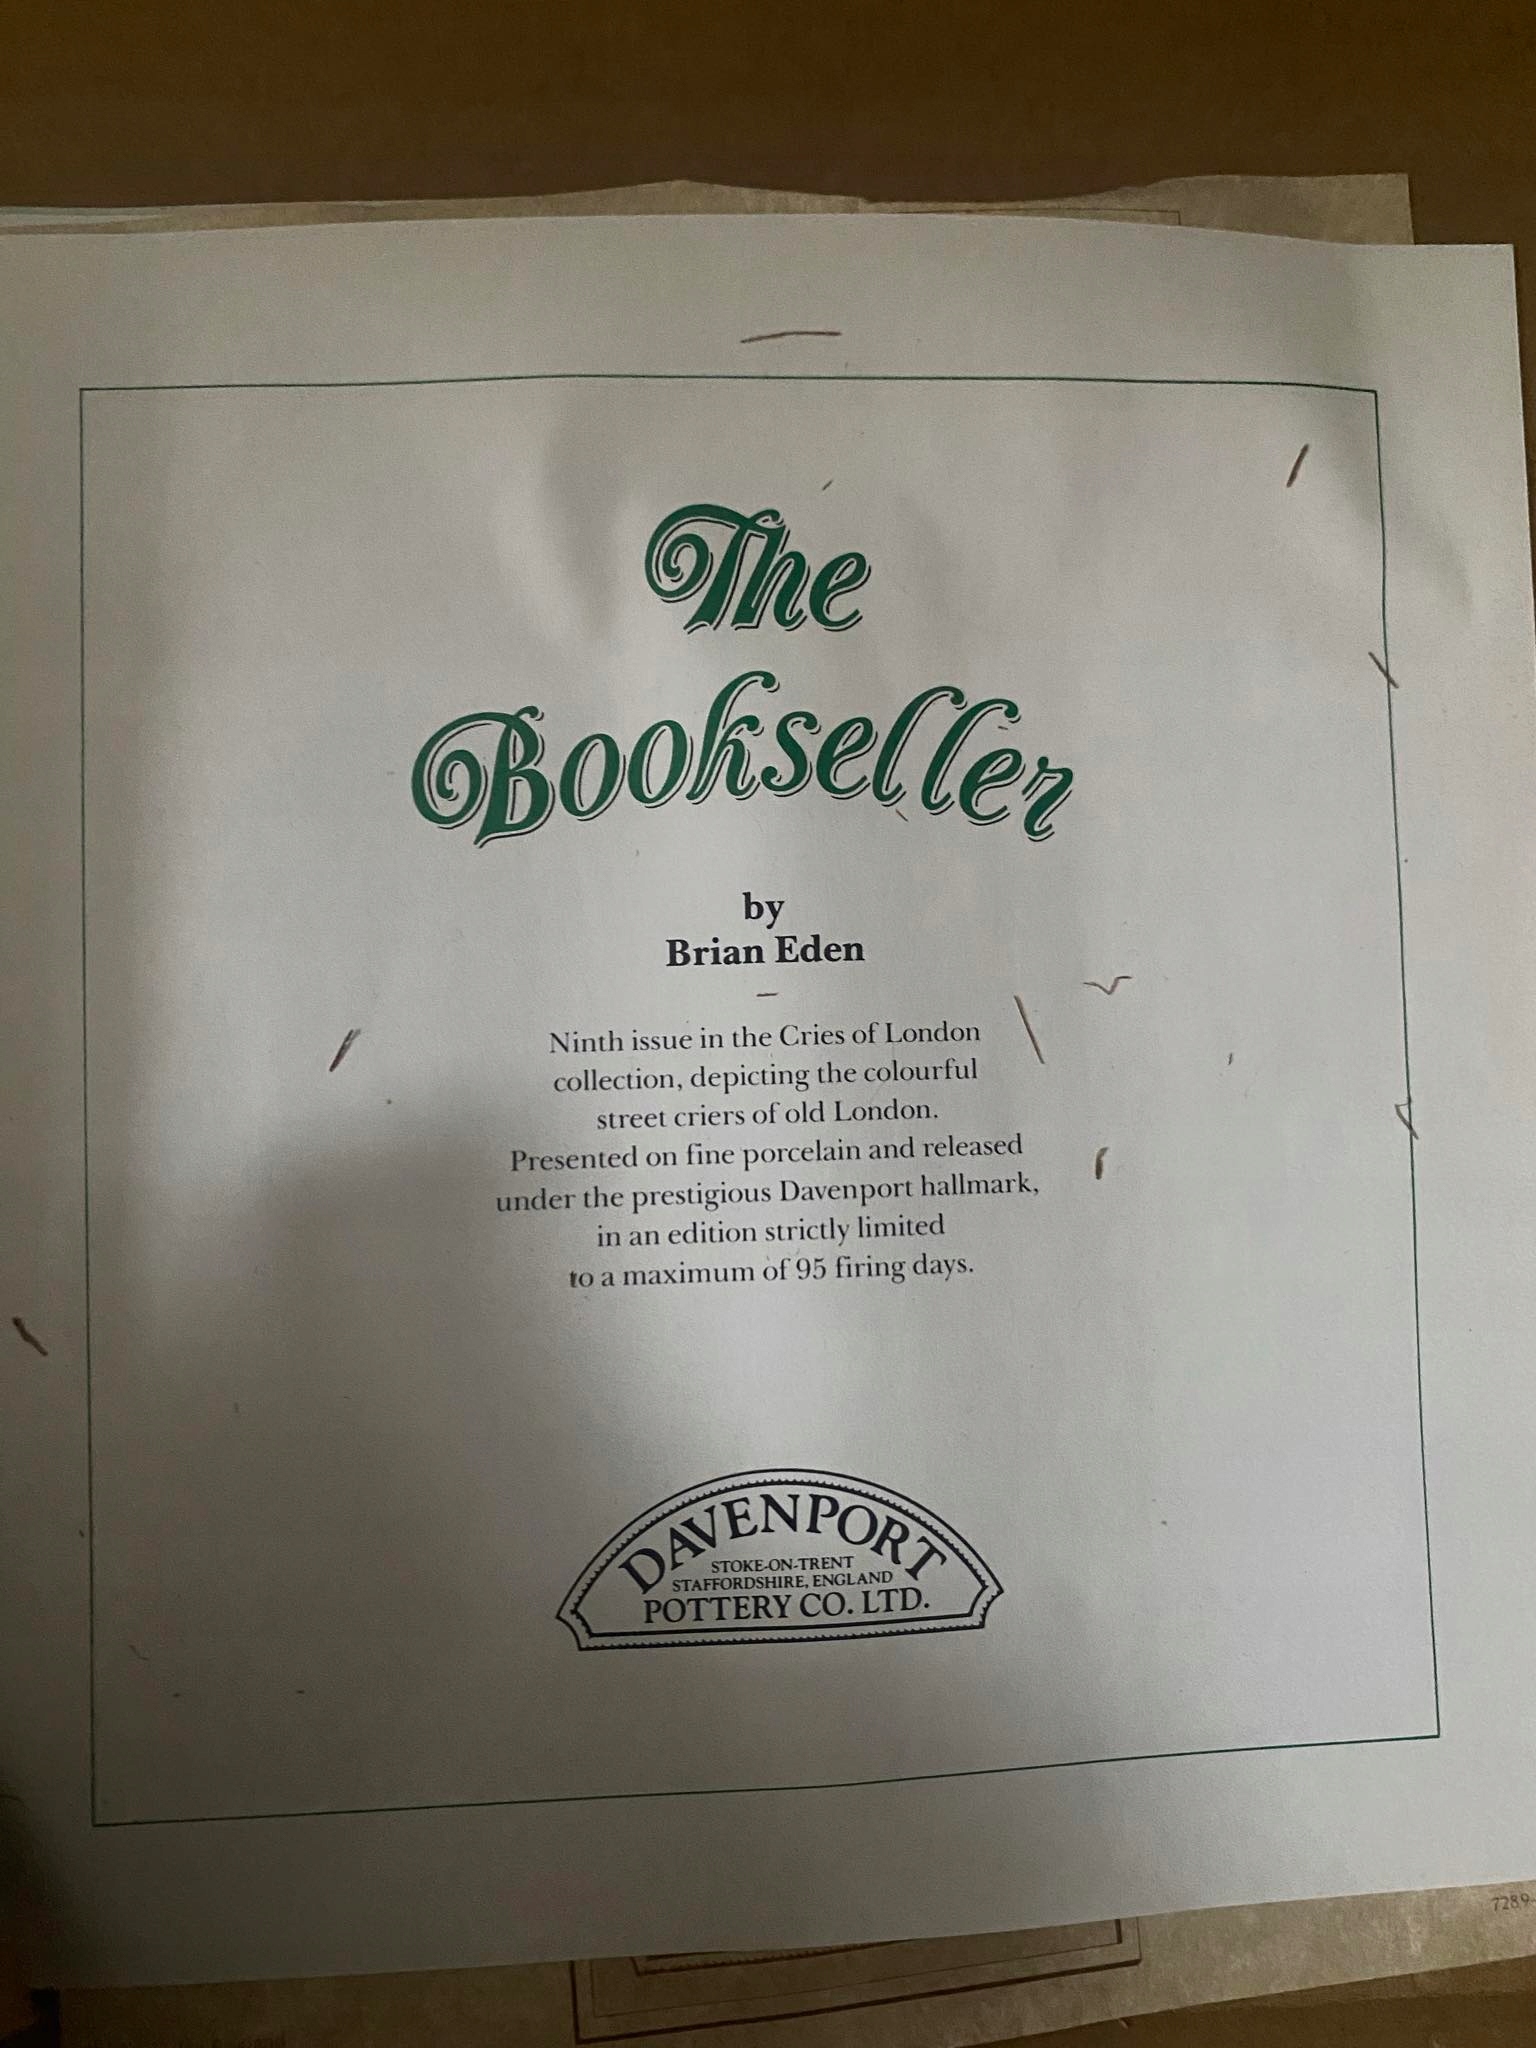 The
Bookseller
by
Brian Eden
Ninth issue in the Cries of London
collection, depicting the colourful
street criers of old London.
Presented on fine porcelain and released
under the prestigious Davenport hallmark,
in an edition strictly limited
to a maximum of 95 firing days.
DAVENPORT
STOKE-ON-TRENT
STAFFORDSHIRE, ENGLAND
POTTERY CO. LTD.
7289-